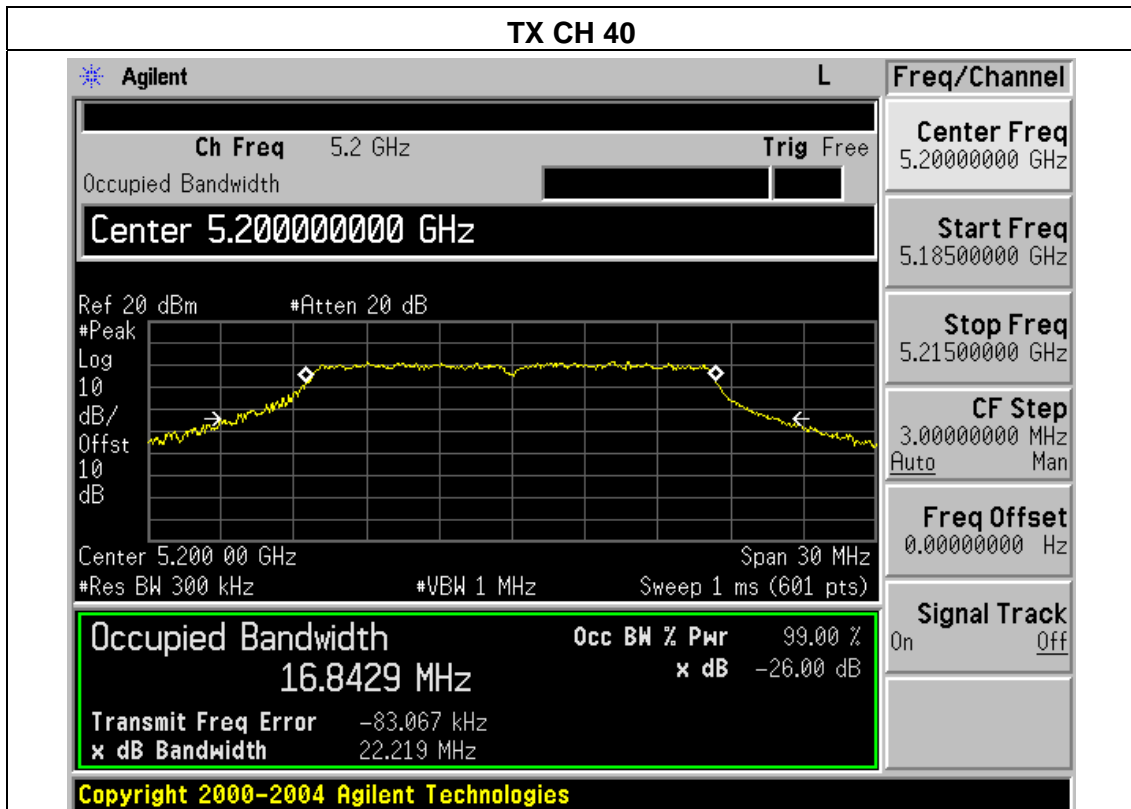 TX CH 40
Agilent L Freq/Channel
Ch Freq 5.2 GHz Trig Free
Occupied Bandwidth
Center 5.200000000 GHz
Ref 20 dBm #Atten 20 dB
#Peak
Log
10
dB/
Offst
10
dB
Center 5.200 00 GHz Span 30 MHz
#Res BW 300 kHz #VBW 1 MHz Sweep 1 ms (601 pts)
Occupied Bandwidth Occ BW % Pwr 99.00 %
16.8429 MHz x dB -26.00 dB
Transmit Freq Error -83.067 kHz
x dB Bandwidth 22.219 MHz
Copyright 2000-2004 Agilent Technologies
Center Freq
5.20000000 GHz
Start Freq
5.18500000 GHz
Stop Freq
5.21500000 GHz
CF Step
3.00000000 MHz
Auto Man
Freq Offset
0.00000000 Hz
Signal Track
On Off